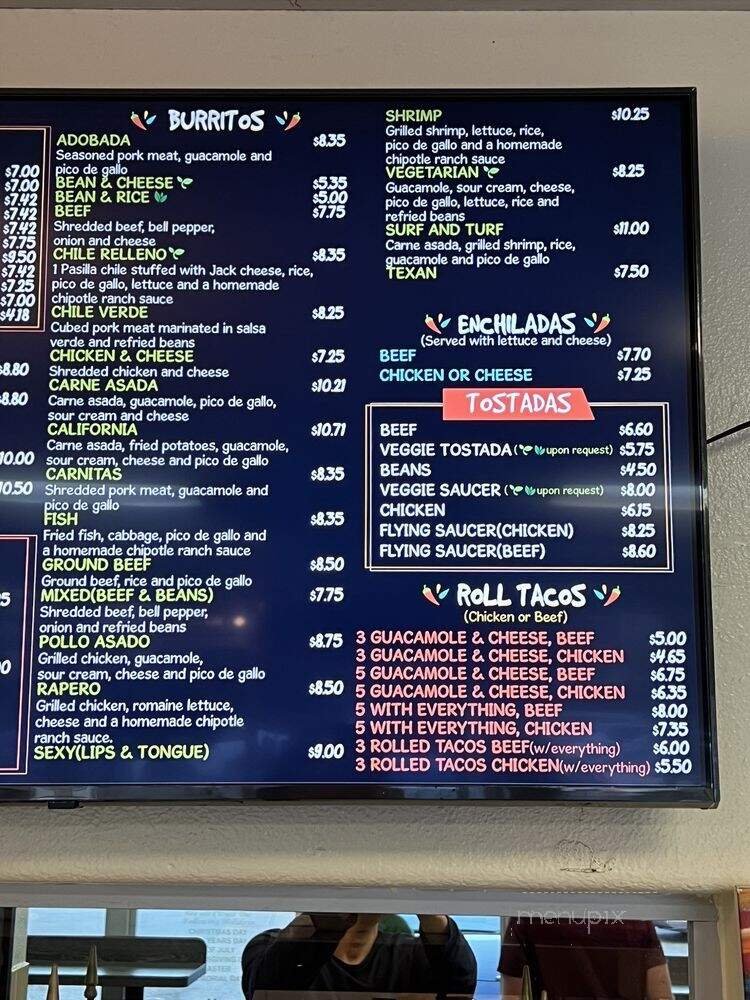 $7.00
$7.00
$7.42
$7.42
$7.42
$7.75
$9.50
$7.42
$7.25
$7.00
$4.18
$8.80
$8.80
10.00
10.50
5
0
BURRITOS
ADOBADA $8.35
Seasoned pork meat, guacamole and
pico de gallo
BEAN & CHEESE $5.35
BEAN & RICE $5.00
BEEF $7.75
Shredded beef, bell pepper,
onion and cheese
CHILE RELLENO $8.35
1 Pasilla chile stuffed with Jack cheese, rice,
pico de gallo, lettuce and a homemade
chipotle ranch sauce
CHILE VERDE $8.25
Cubed pork meat marinated in salsa
verde and refried beans
CHICKEN & CHEESE $7.25
Shredded chicken and cheese
CARNE ASADA $10.21
Carne asada, guacamole, pico de gallo,
sour cream and cheese
CALIFORNIA $10.71
Carne asada, fried potatoes, guacamole,
sour cream, cheese and pico de gallo
CARNITAS $8.35
Shredded pork meat, guacamole and
pico de gallo
FISH $8.35
Fried fish, cabbage, pico de gallo and
a homemade chipotle ranch sauce
GROUND BEEF $8.50
Ground beef, rice and pico de gallo
MIXED(BEEF & BEANS) $7.75
Shredded beef, bell pepper,
onion and refried beans
POLLO ASADO $8.75
Grilled chicken, guacamole,
sour cream, cheese and pico de gallo
RAPERO $8.50
Grilled chicken, romaine lettuce,
cheese and a homemade chipotle
ranch sauce.
SEXY(LIPS & TONGUE) $9.00
SHRIMP $10.25
Grilled shrimp, lettuce, rice,
pico de gallo and a homemade
chipotle ranch sauce
VEGETARIAN $8.25
Guacamole, sour cream, cheese,
pico de gallo, lettuce, rice and
refried beans
SURF AND TURF $11.00
Carne asada, grilled shrimp, rice,
guacamole and pico de gallo
TEXAN $7.50
ENCHILADAS
(Served with lettuce and cheese)
BEEF $7.70
CHICKEN OR CHEESE $7.25
TOSTADAS
BEEF $6.60
VEGGIE TOSTADA ( upon request) $5.75
BEANS $4.50
VEGGIE SAUCER ( upon request) $8.00
CHICKEN $6.15
FLYING SAUCER(CHICKEN) $8.25
FLYING SAUCER(BEEF) $8.60
ROLL TACOS
(Chicken or Beef)
3 GUACAMOLE & CHEESE, BEEF $5.00
3 GUACAMOLE & CHEESE, CHICKEN $4.65
5 GUACAMOLE & CHEESE, BEEF $6.75
5 GUACAMOLE & CHEESE, CHICKEN $6.35
5 WITH EVERYTHING, BEEF $8.00
5 WITH EVERYTHING, CHICKEN $7.35
3 ROLLED TACOS BEEF(w/everything) $6.00
3 ROLLED TACOS CHICKEN(w/everything) $5.50
menupix
CHRISTMAS DAY